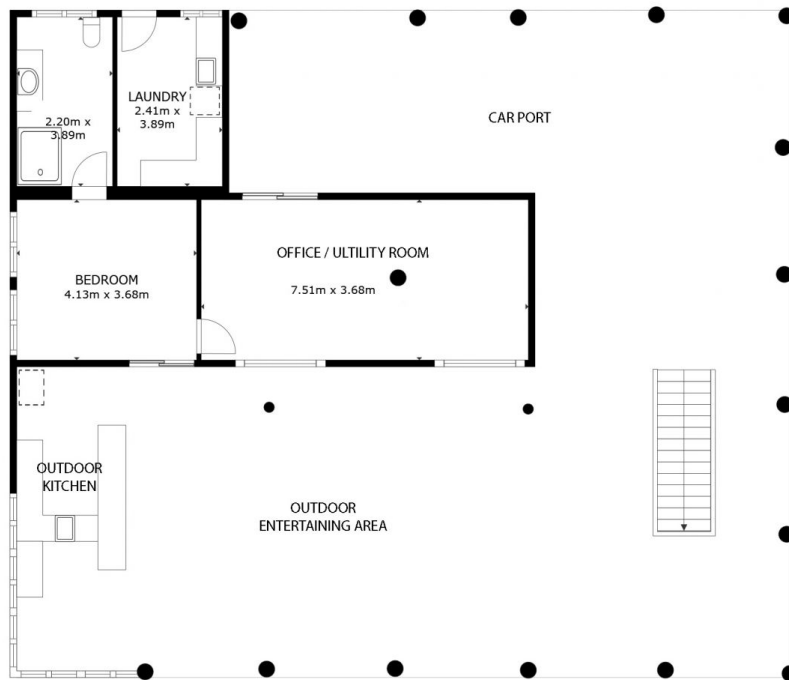 2.20m x
3.89m
LAUNDRY
2.41m x
3.89m
CAR PORT
BEDROOM
4.13m x 3.68m
OFFICE / ULTILITY ROOM
7.51m x 3.68m
OUTDOOR
KITCHEN
OUTDOOR
ENTERTAINING AREA